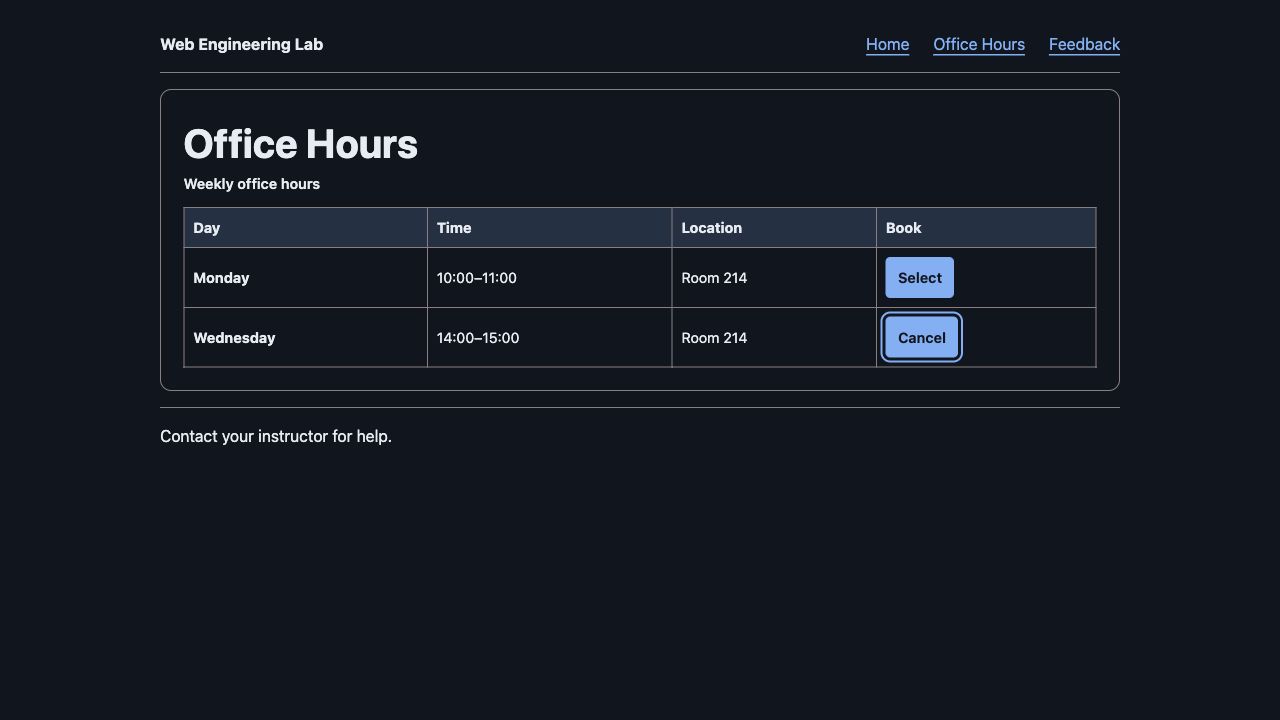 Web Engineering Lab Home Office Hours Feedback
Office Hours
Weekly office hours
Day Time Location Book
Monday 10:00–11:00 Room 214 Select
Wednesday 14:00–15:00 Room 214 Cancel
Contact your instructor for help.